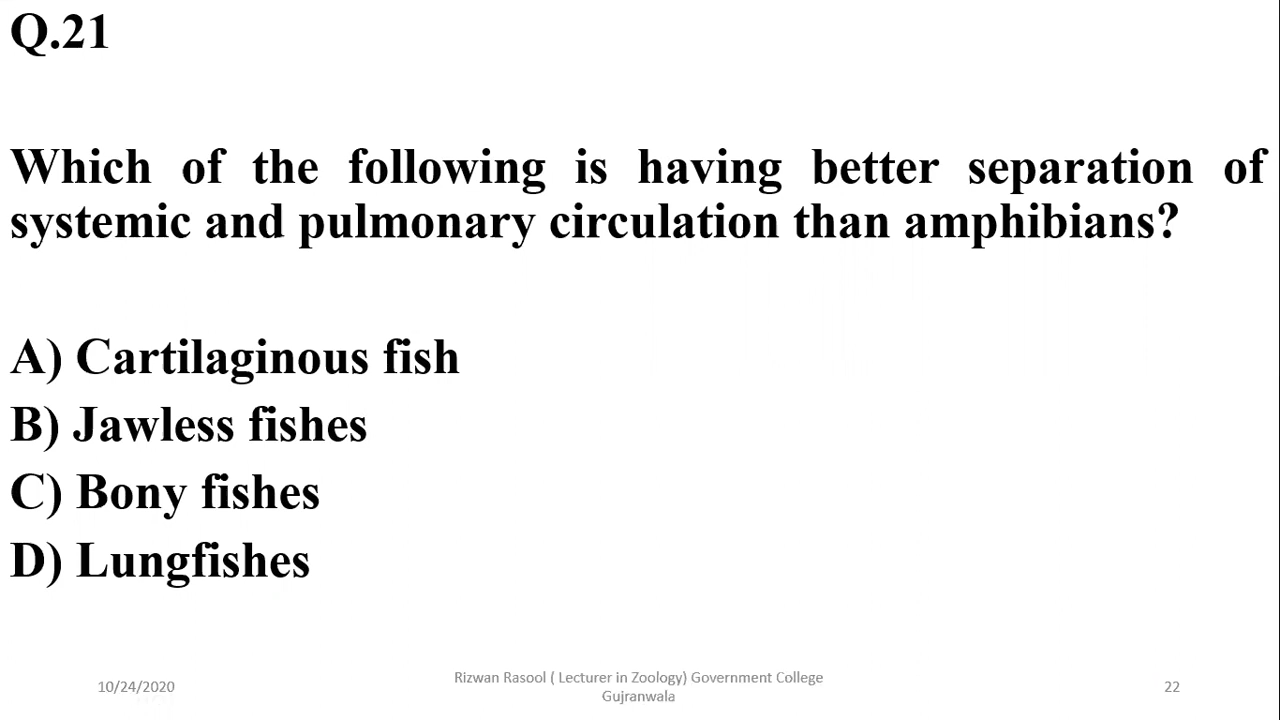 Q.21
Which of the following is having better separation of
systemic and pulmonary circulation than amphibians?
A) Cartilaginous fish
B) Jawless fishes
C) Bony fishes
D) Lungfishes
10/24/2020
Rizwan Rasool ( Lecturer in Zoology) Government College
Gujranwala
22